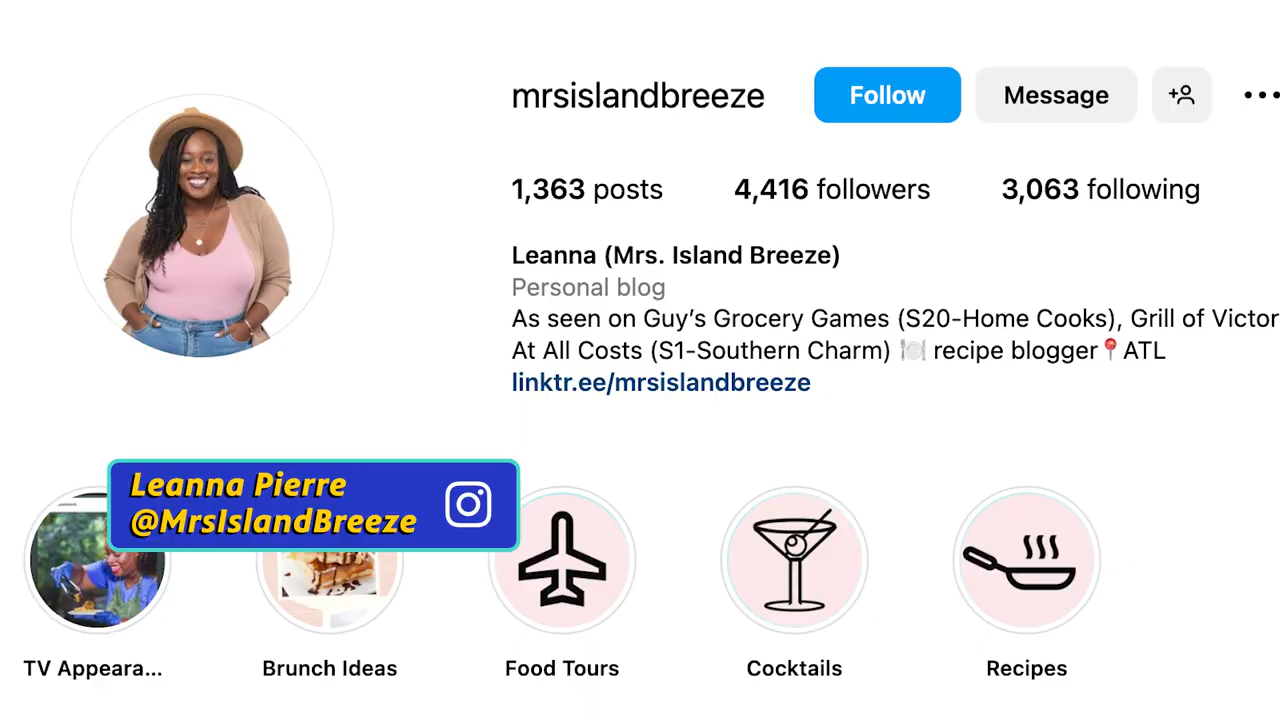 mrsislandbreeze Follow Message
1,363 posts 4,416 followers 3,063 following
Leanna (Mrs. Island Breeze)
Personal blog
As seen on Guy’s Grocery Games (S20-Home Cooks), Grill of Victor
At All Costs (S1-Southern Charm) 🍽️ recipe blogger📍ATL
linktr.ee/mrsislandbreeze
Leanna Pierre
@MrsIslandBreeze
TV Appeara... Brunch Ideas Food Tours Cocktails Recipes